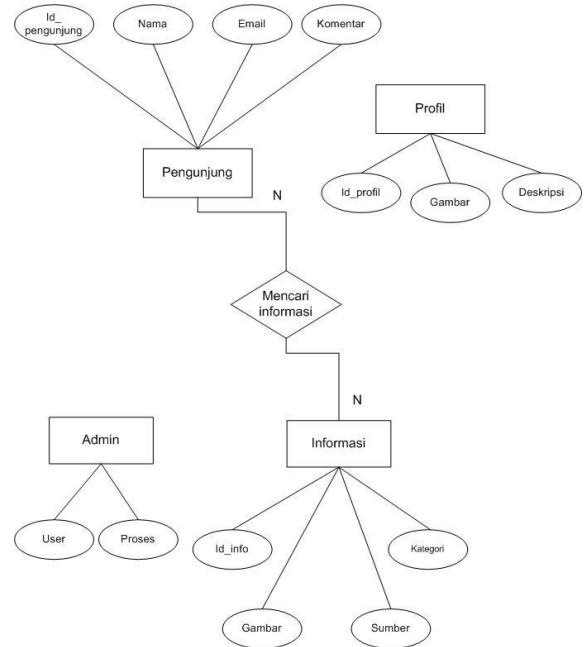 Id_
pengunjung
Nama
Email
Komentar
Profil
Pengunjung
N
Id_profil
Gambar
Deskripsi
Mencari
informasi
N
Admin
Informasi
User
Proses
Id_info
Kategori
Gambar
Sumber